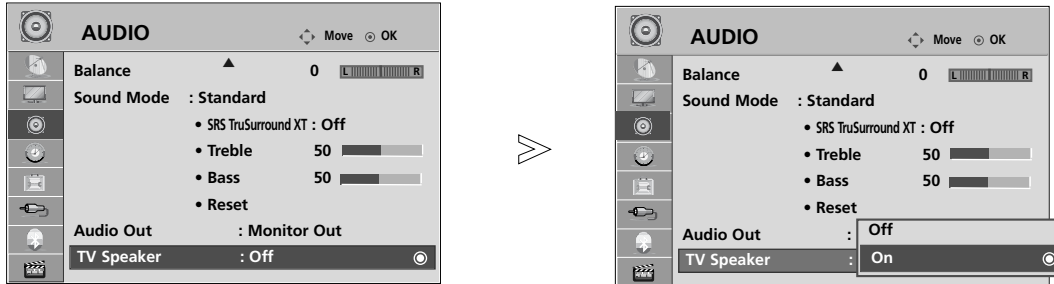 AUDIO Move OK
Balance 0 L R
Sound Mode : Standard
• SRS TruSurround XT : Off
• Treble 50
• Bass 50
• Reset
Audio Out : Monitor Out
TV Speaker : Off
AUDIO Move OK
Balance 0 L R
Sound Mode : Standard
• SRS TruSurround XT : Off
• Treble 50
• Bass 50
• Reset
Audio Out :
Off
TV Speaker :
On